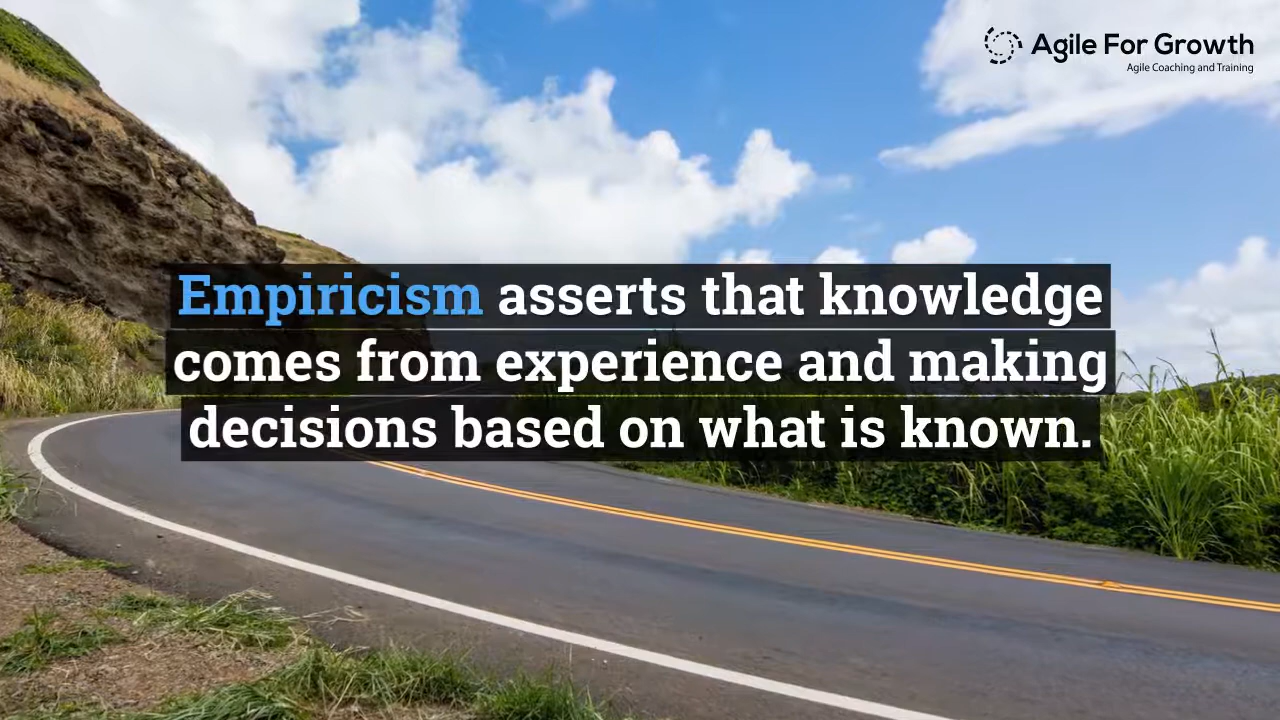 Agile For Growth
Agile Coaching and Training
Empiricism asserts that knowledge
comes from experience and making
decisions based on what is known.